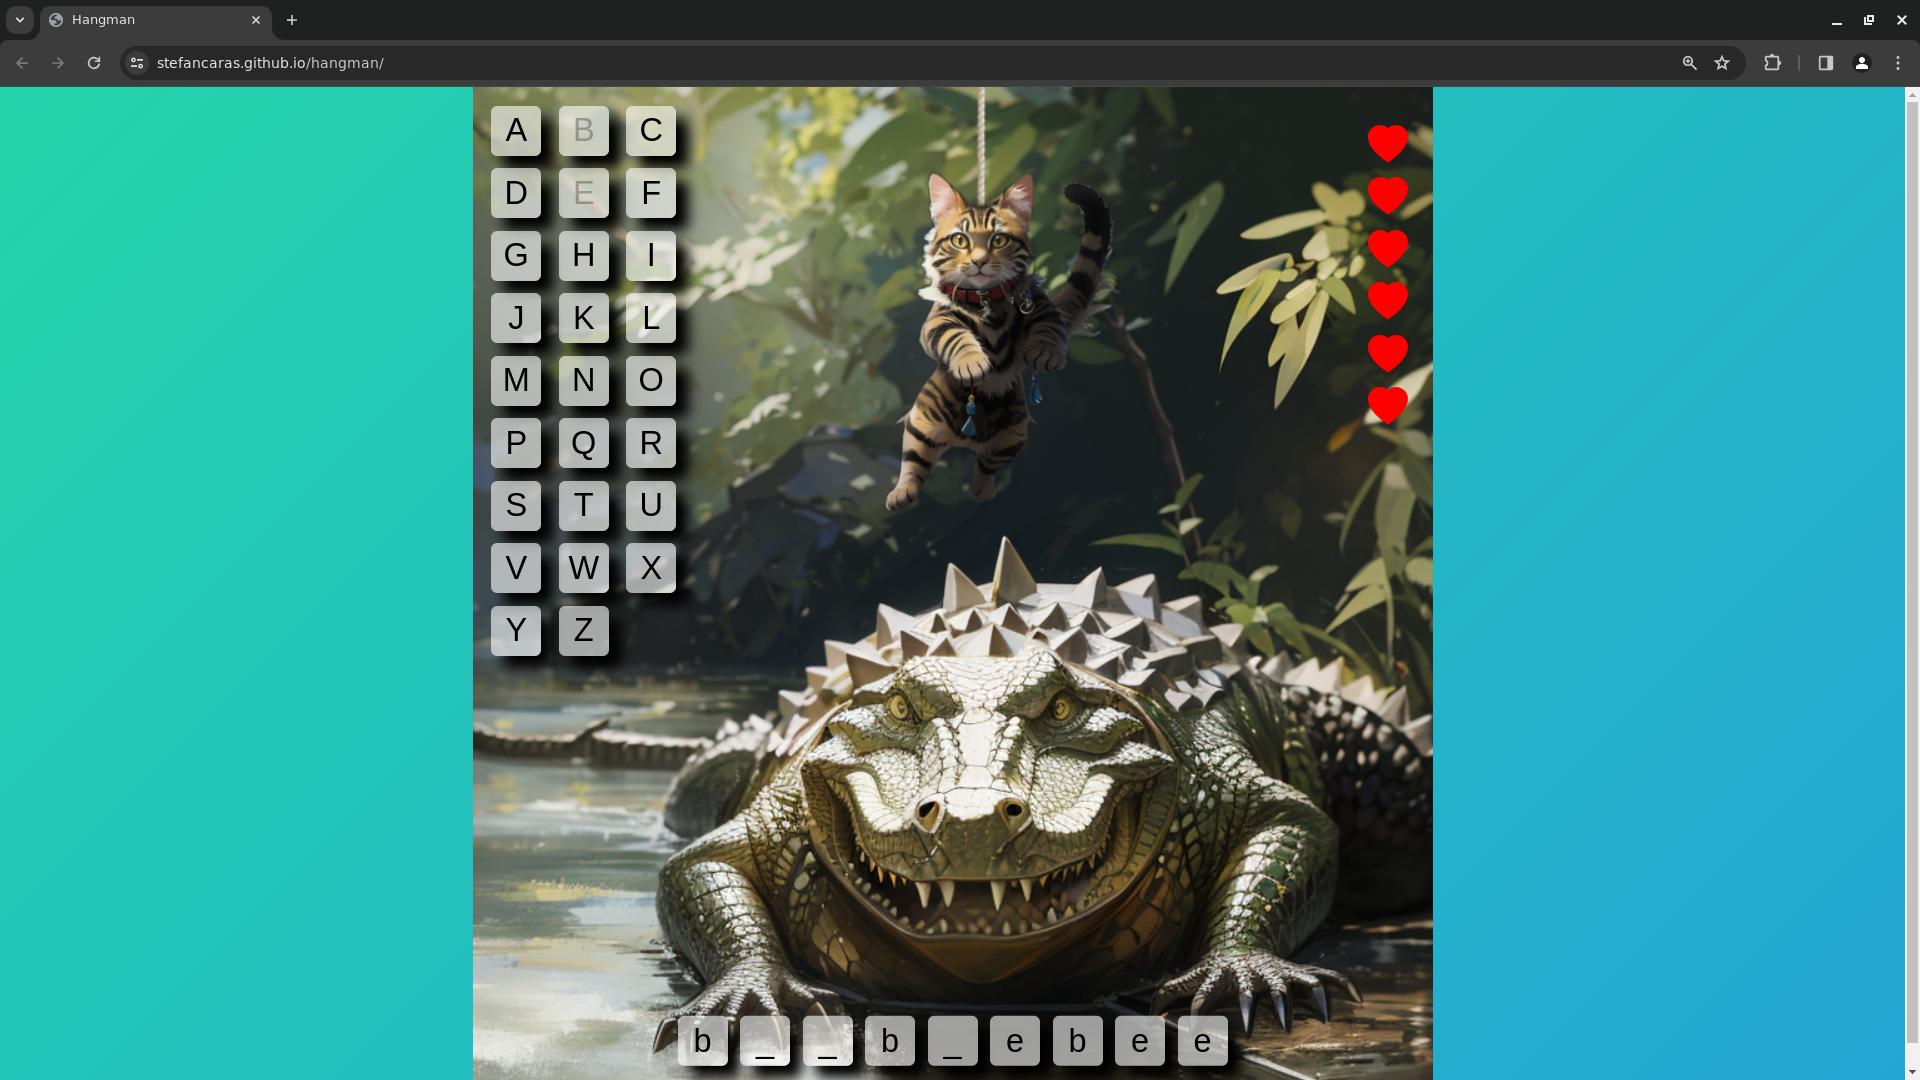 Hangman
stefancaras.github.io/hangman/
A B C
D E F
G H I
J K L
M N O
P Q R
S T U
V W X
Y Z
b _ _ b _ e b e e